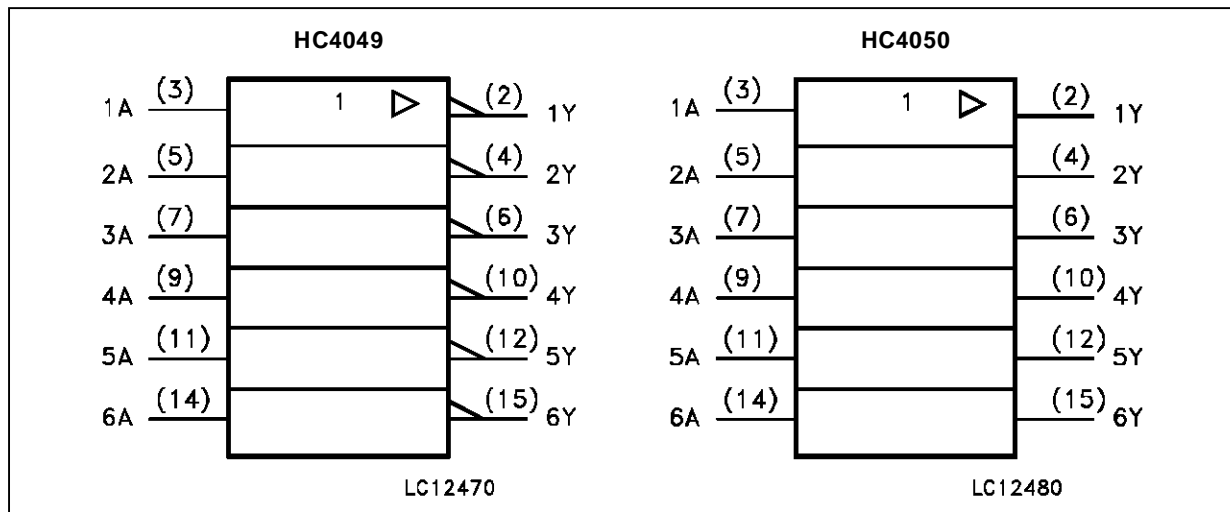 HC4049
1A (3) 1 (2) 1Y
2A (5) (4) 2Y
3A (7) (6) 3Y
4A (9) (10) 4Y
5A (11) (12) 5Y
6A (14) (15) 6Y
LC12470
HC4050
1A (3) 1 (2) 1Y
2A (5) (4) 2Y
3A (7) (6) 3Y
4A (9) (10) 4Y
5A (11) (12) 5Y
6A (14) (15) 6Y
LC12480